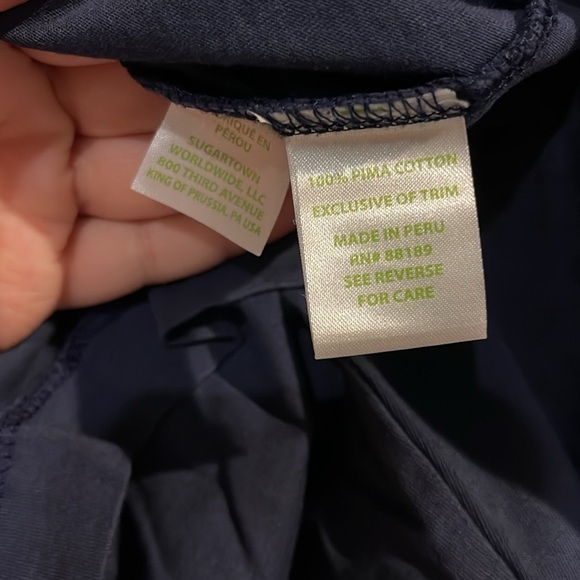 FABRIQUÉ EN
PÉROU
SUGARTOWN
WORLDWIDE, LLC
800 THIRD AVENUE
KING OF PRUSSIA, PA USA
100% PIMA COTTON
EXCLUSIVE OF TRIM
MADE IN PERU
RN# 88189
SEE REVERSE
FOR CARE